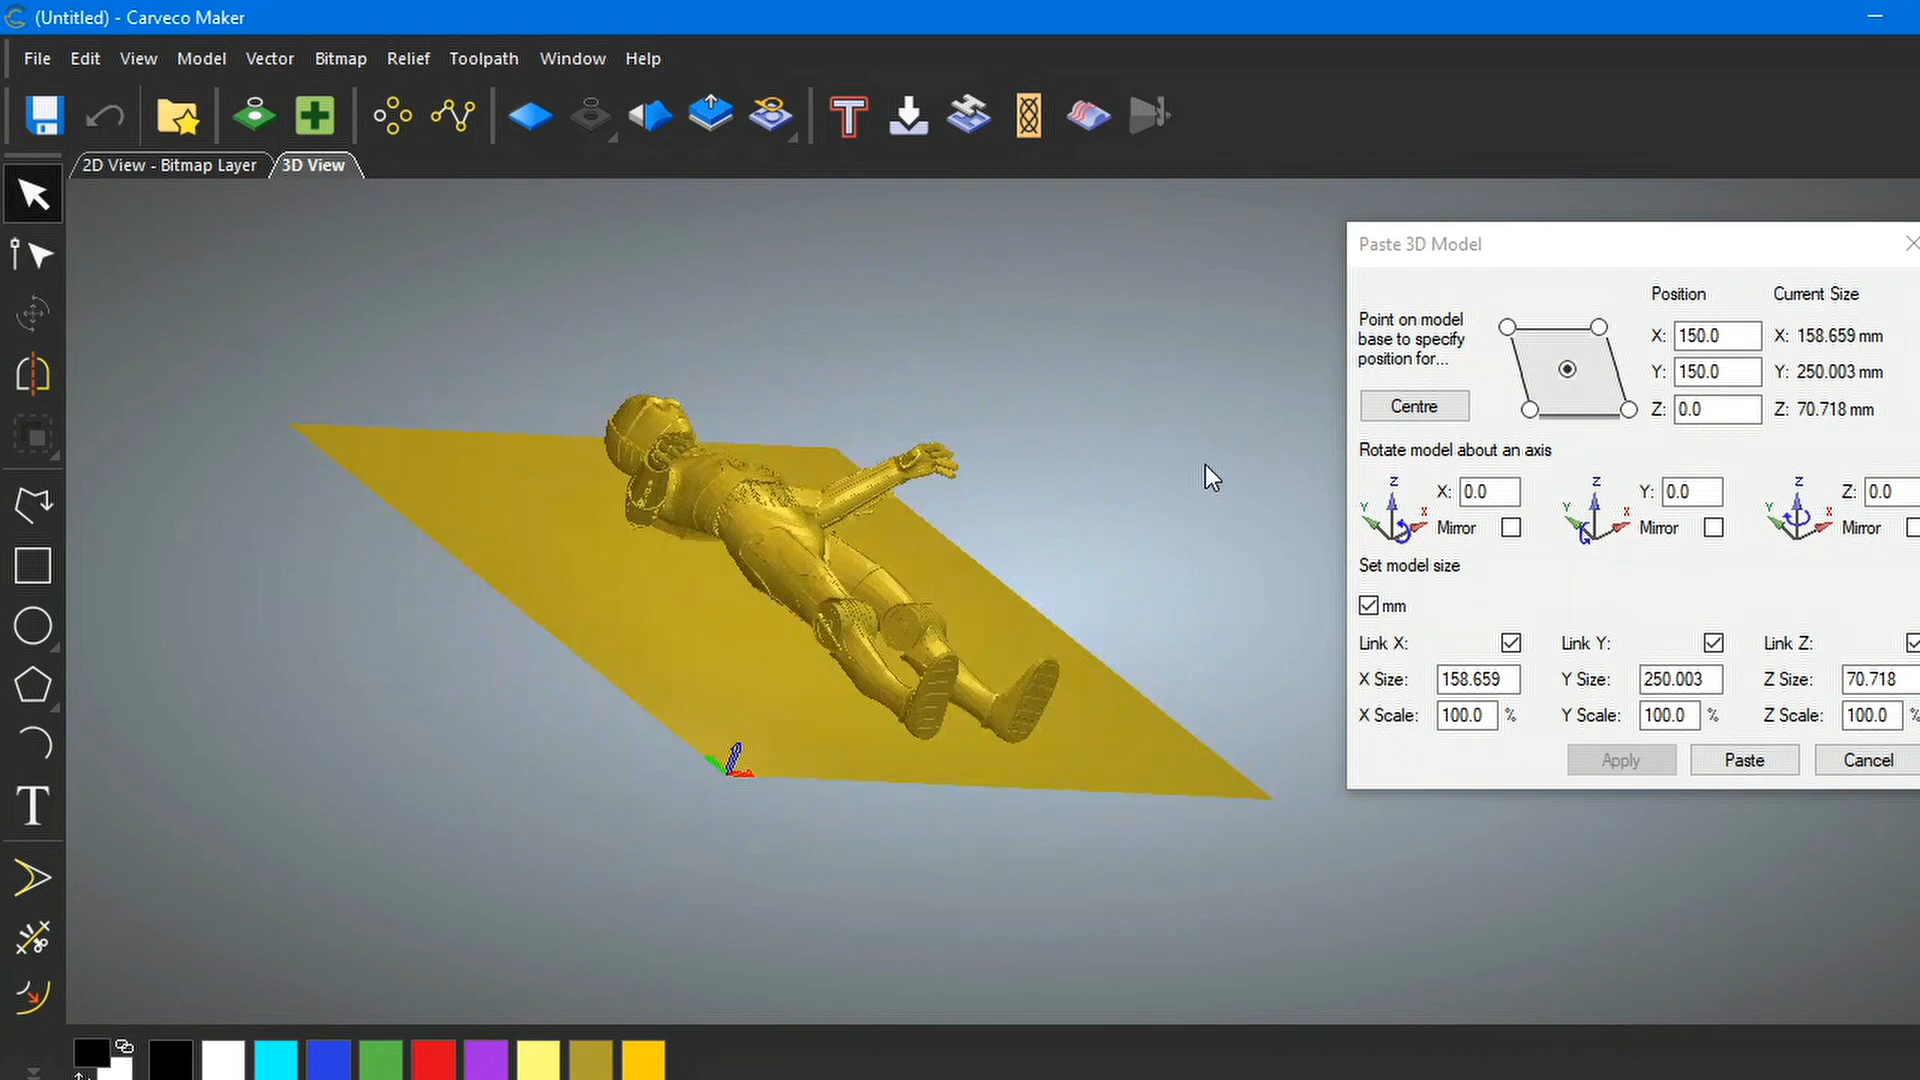 (Untitled) - Carveco Maker
File Edit View Model Vector Bitmap Relief Toolpath Window Help
2D View - Bitmap Layer 3D View
Paste 3D Model
Position Current Size
Point on model
base to specify
position for...
X: 150.0 X: 158.659 mm
Y: 150.0 Y: 250.003 mm
Z: 0.0 Z: 70.718 mm
Centre
Rotate model about an axis
Z X: 0.0 Z Y: 0.0 Z Z: 0.0
Y X Mirror Y X Mirror Y X Mirror
Set model size
mm
Link X: Link Y: Link Z:
X Size: 158.659 Y Size: 250.003 Z Size: 70.718
X Scale: 100.0 % Y Scale: 100.0 % Z Scale: 100.0 %
Apply Paste Cancel